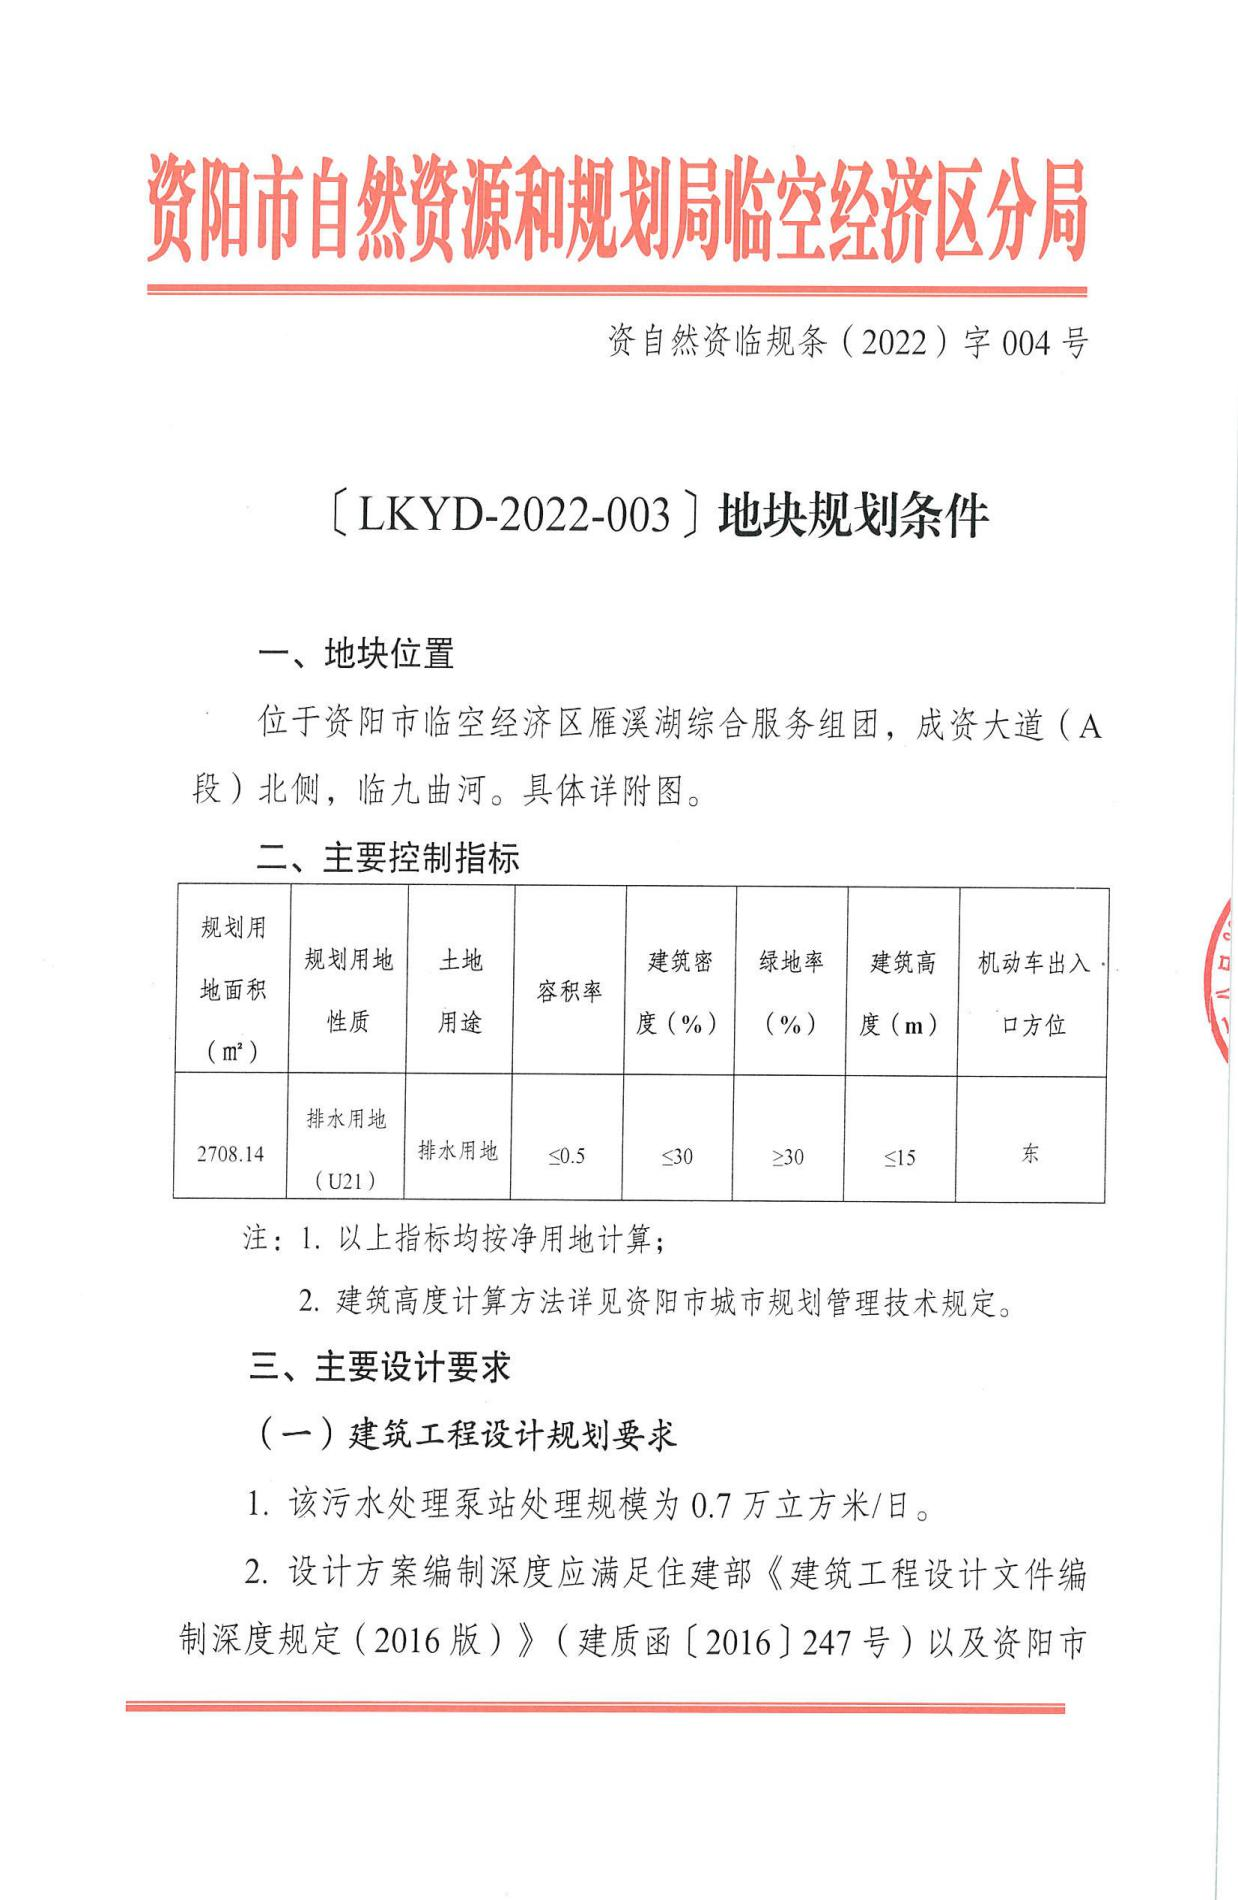 资阳市自然资源和规划局临空经济区分局
资自然资临规条（2022）字 004 号
〔LKYD-2022-003〕地块规划条件
一、地块位置
位于资阳市临空经济区雁溪湖综合服务组团，成资大道（A
段）北侧，临九曲河。具体详附图。
二、主要控制指标
规划用地面积（㎡） 规划用地性质 土地用途 容积率 建筑密度（%） 绿地率（%） 建筑高度（m） 机动车出入口方位
2708.14 排水用地（U21） 排水用地 ≤0.5 ≤30 ≥30 ≤15 东
注：1. 以上指标均按净用地计算；
2. 建筑高度计算方法详见资阳市城市规划管理技术规定。
三、主要设计要求
（一）建筑工程设计规划要求
1. 该污水处理泵站处理规模为 0.7 万立方米/日。
2. 设计方案编制深度应满足住建部《建筑工程设计文件编
制深度规定（2016 版）》（建质函〔2016〕247 号）以及资阳市